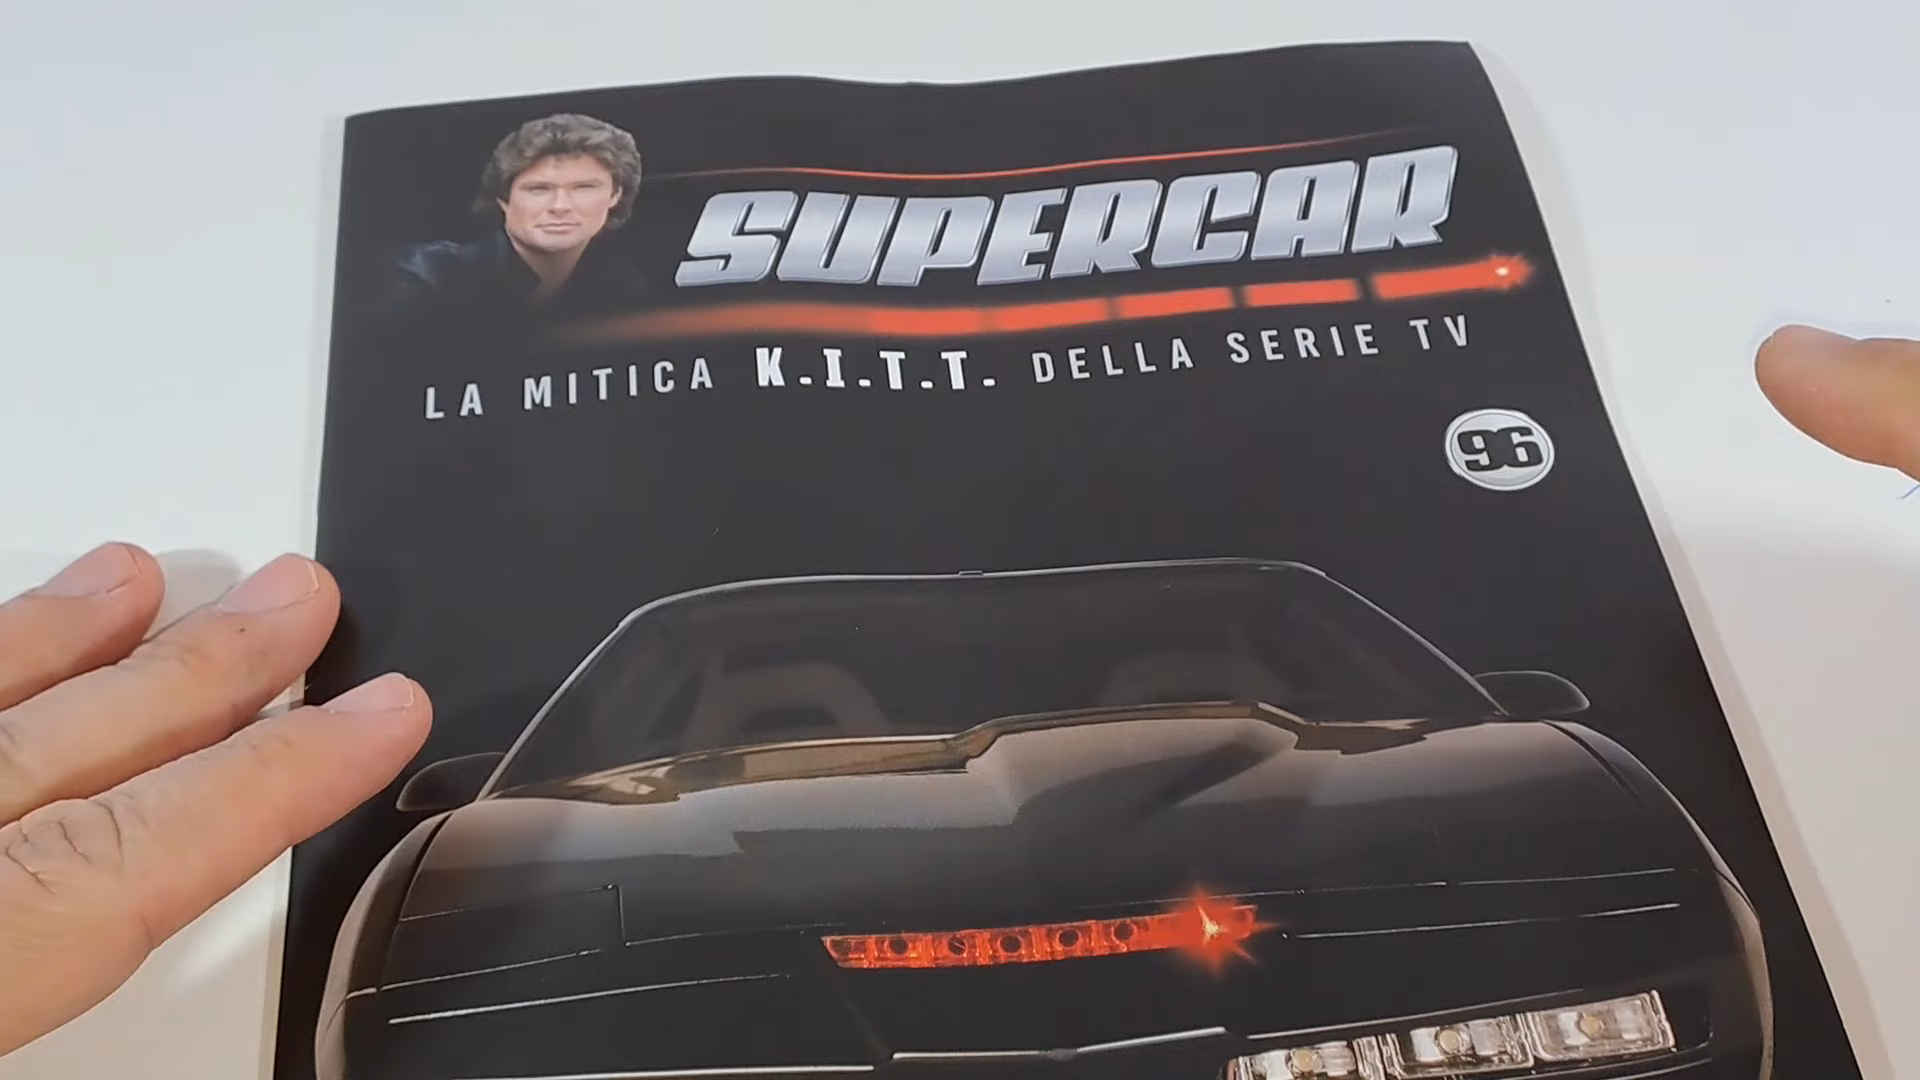 SUPERCAR
LA MITICA K.I.T.T. DELLA SERIE TV
96